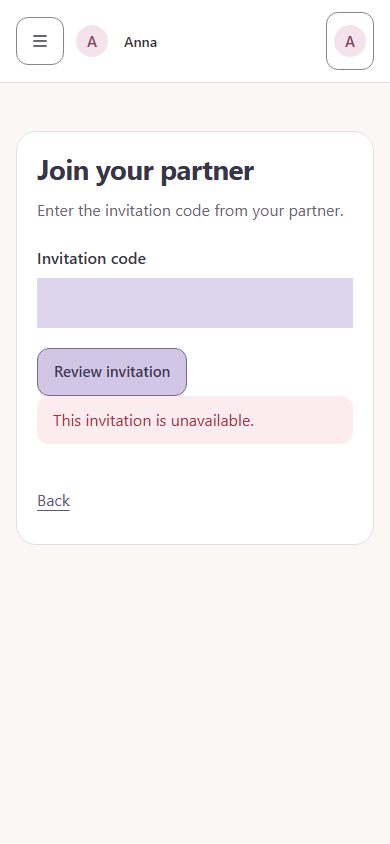 A Anna A
Join your partner
Enter the invitation code from your partner.
Invitation code
Review invitation
This invitation is unavailable.
Back